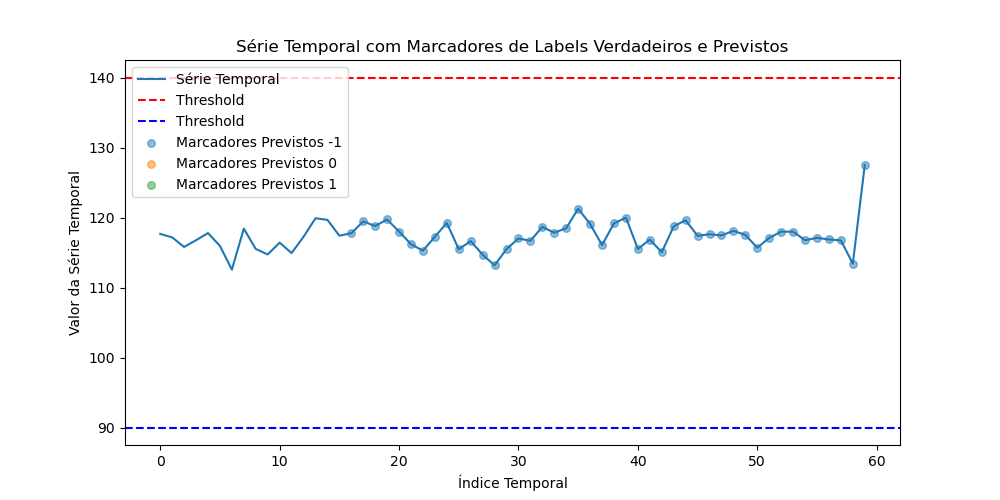 Série Temporal com Marcadores de Labels Verdadeiros e Previstos
140
130
120
110
100
90
Valor da Série Temporal
Série Temporal
Threshold
Threshold
Marcadores Previstos -1
Marcadores Previstos 0
Marcadores Previstos 1
0 10 20 30 40 50 60
Índice Temporal